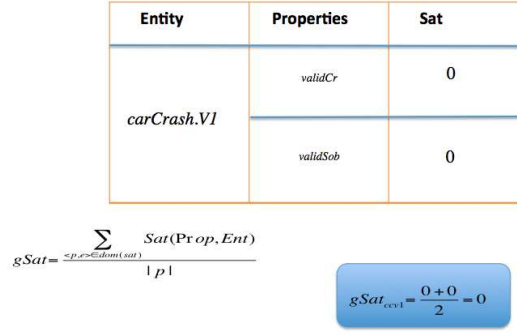 Entity Properties Sat
carCrash.V1 validCr 0
validSob 0
gSat = ∑<p,e>∈dom(sat) Sat(Prop, Ent) / |p|
gSat_ccv1 = 0 + 0 / 2 = 0